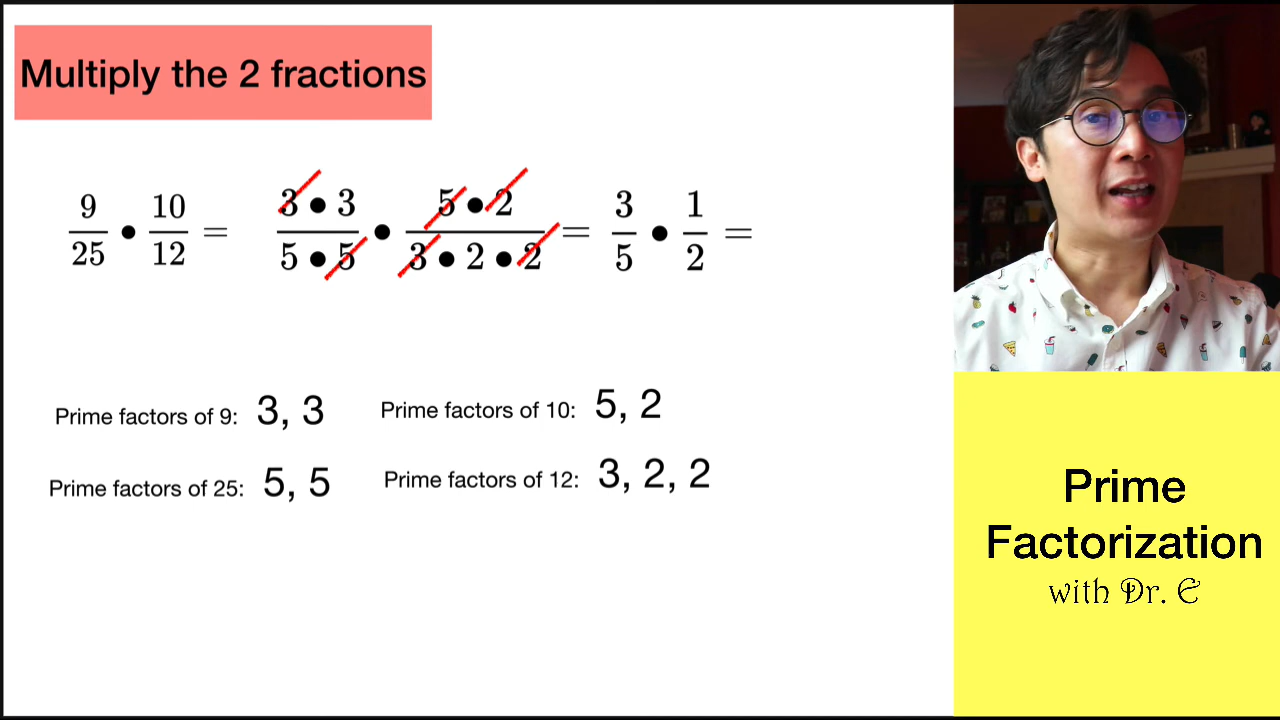 Multiply the 2 fractions
9/25 • 10/12 = 3 • 3/5 • 5 • 5 • 2/3 • 2 • 2 = 3/5 • 1/2 =
Prime factors of 9: 3, 3
Prime factors of 10: 5, 2
Prime factors of 25: 5, 5
Prime factors of 12: 3, 2, 2
Prime
Factorization
with Dr. E